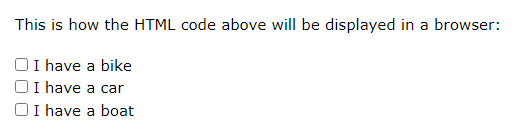 This is how the HTML code above will be displayed in a browser:
I have a bike
I have a car
I have a boat